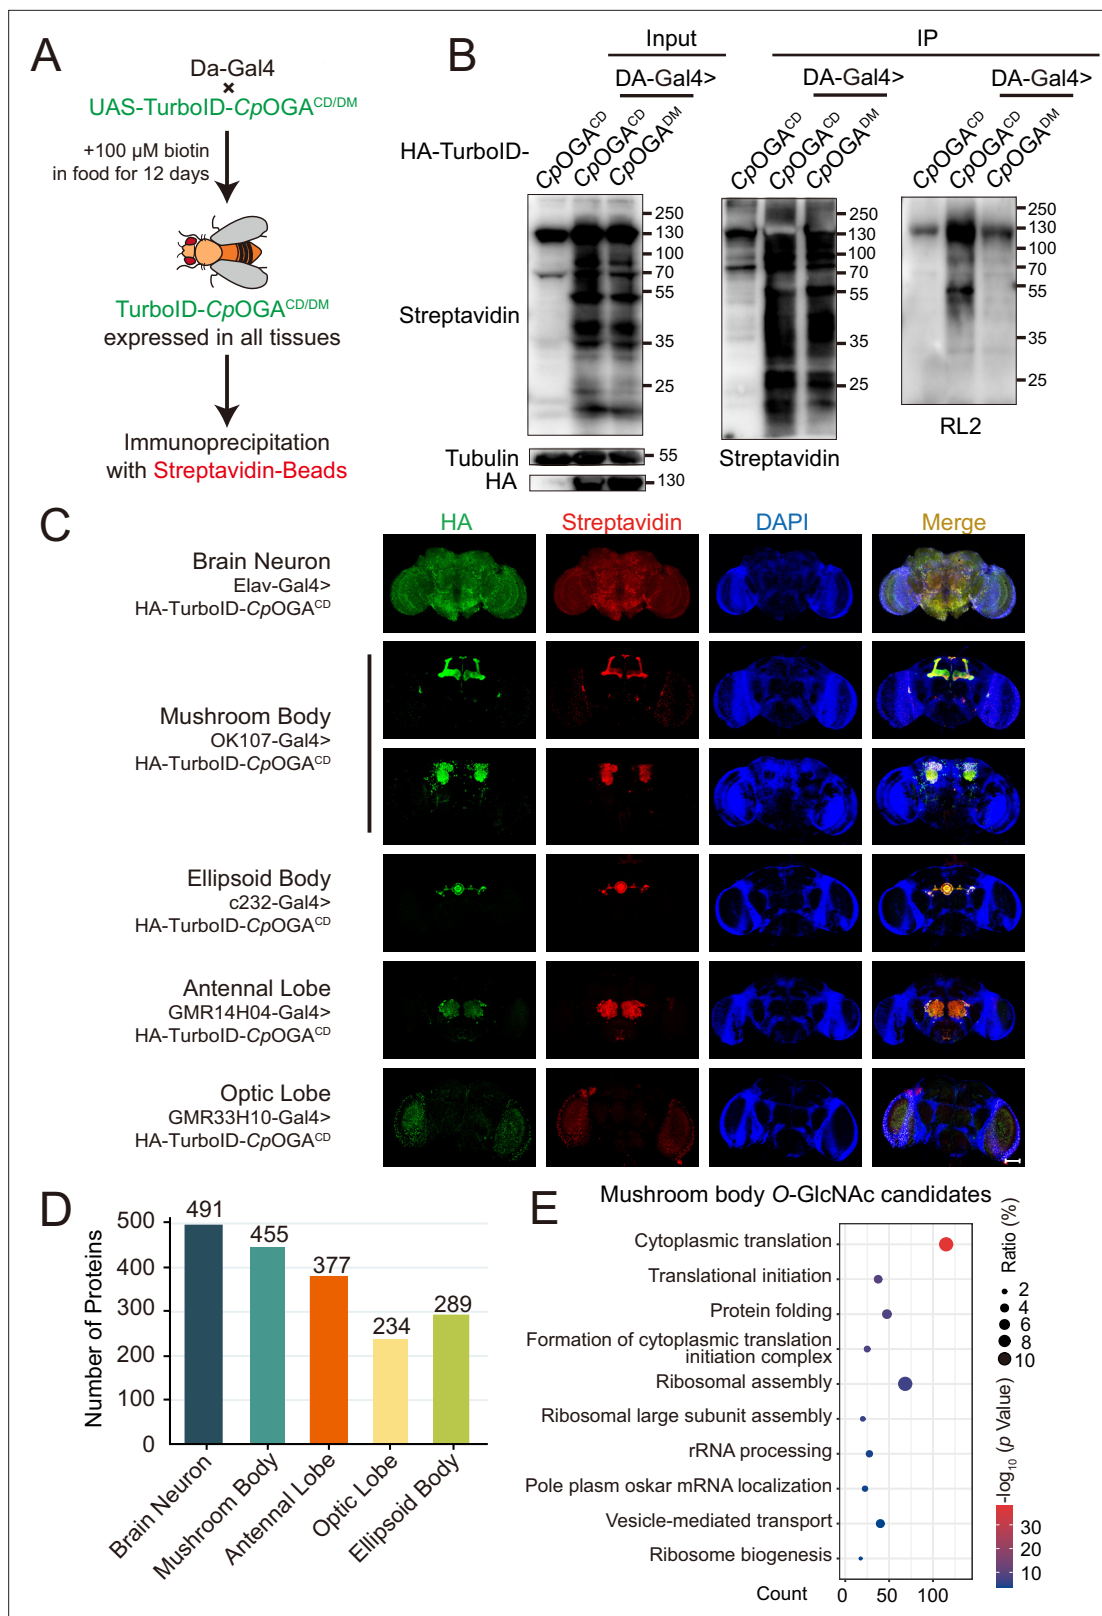 A
Da-Gal4
×
UAS-TurboID-CpOGA^CD/DM
+100 µM biotin
in food for 12 days
TurboID-CpOGA^CD/DM
expressed in all tissues
Immunoprecipitation
with Streptavidin-Beads
B
Input
IP
DA-Gal4>
DA-Gal4>
DA-Gal4>
HA-TurboID-
CpOGA^CD
CpOGA^CD
CpOGA^DM
CpOGA^CD
CpOGA^CD
CpOGA^DM
CpOGA^CD
CpOGA^CD
CpOGA^DM
Streptavidin
250
130
100
70
55
35
25
250
130
100
70
55
35
25
250
130
100
70
55
35
25
Tubulin
55
HA
130
Streptavidin
RL2
C
HA
Streptavidin
DAPI
Merge
Brain Neuron
Elav-Gal4>
HA-TurboID-CpOGA^CD
Mushroom Body
OK107-Gal4>
HA-TurboID-CpOGA^CD
Ellipsoid Body
c232-Gal4>
HA-TurboID-CpOGA^CD
Antennal Lobe
GMR14H04-Gal4>
HA-TurboID-CpOGA^CD
Optic Lobe
GMR33H10-Gal4>
HA-TurboID-CpOGA^CD
D
Number of Proteins
500
400
300
200
100
0
491
455
377
234
289
Brain Neuron
Mushroom Body
Antennal Lobe
Optic Lobe
Ellipsoid Body
E
Mushroom body O-GlcNAc candidates
Cytoplasmic translation
Translational initiation
Protein folding
Formation of cytoplasmic translation
initiation complex
Ribosomal assembly
Ribosomal large subunit assembly
rRNA processing
Pole plasm oskar mRNA localization
Vesicle-mediated transport
Ribosome biogenesis
Count
0
50
100
Ratio (%)
2
4
6
8
10
-log₁₀ (p Value)
30
20
10